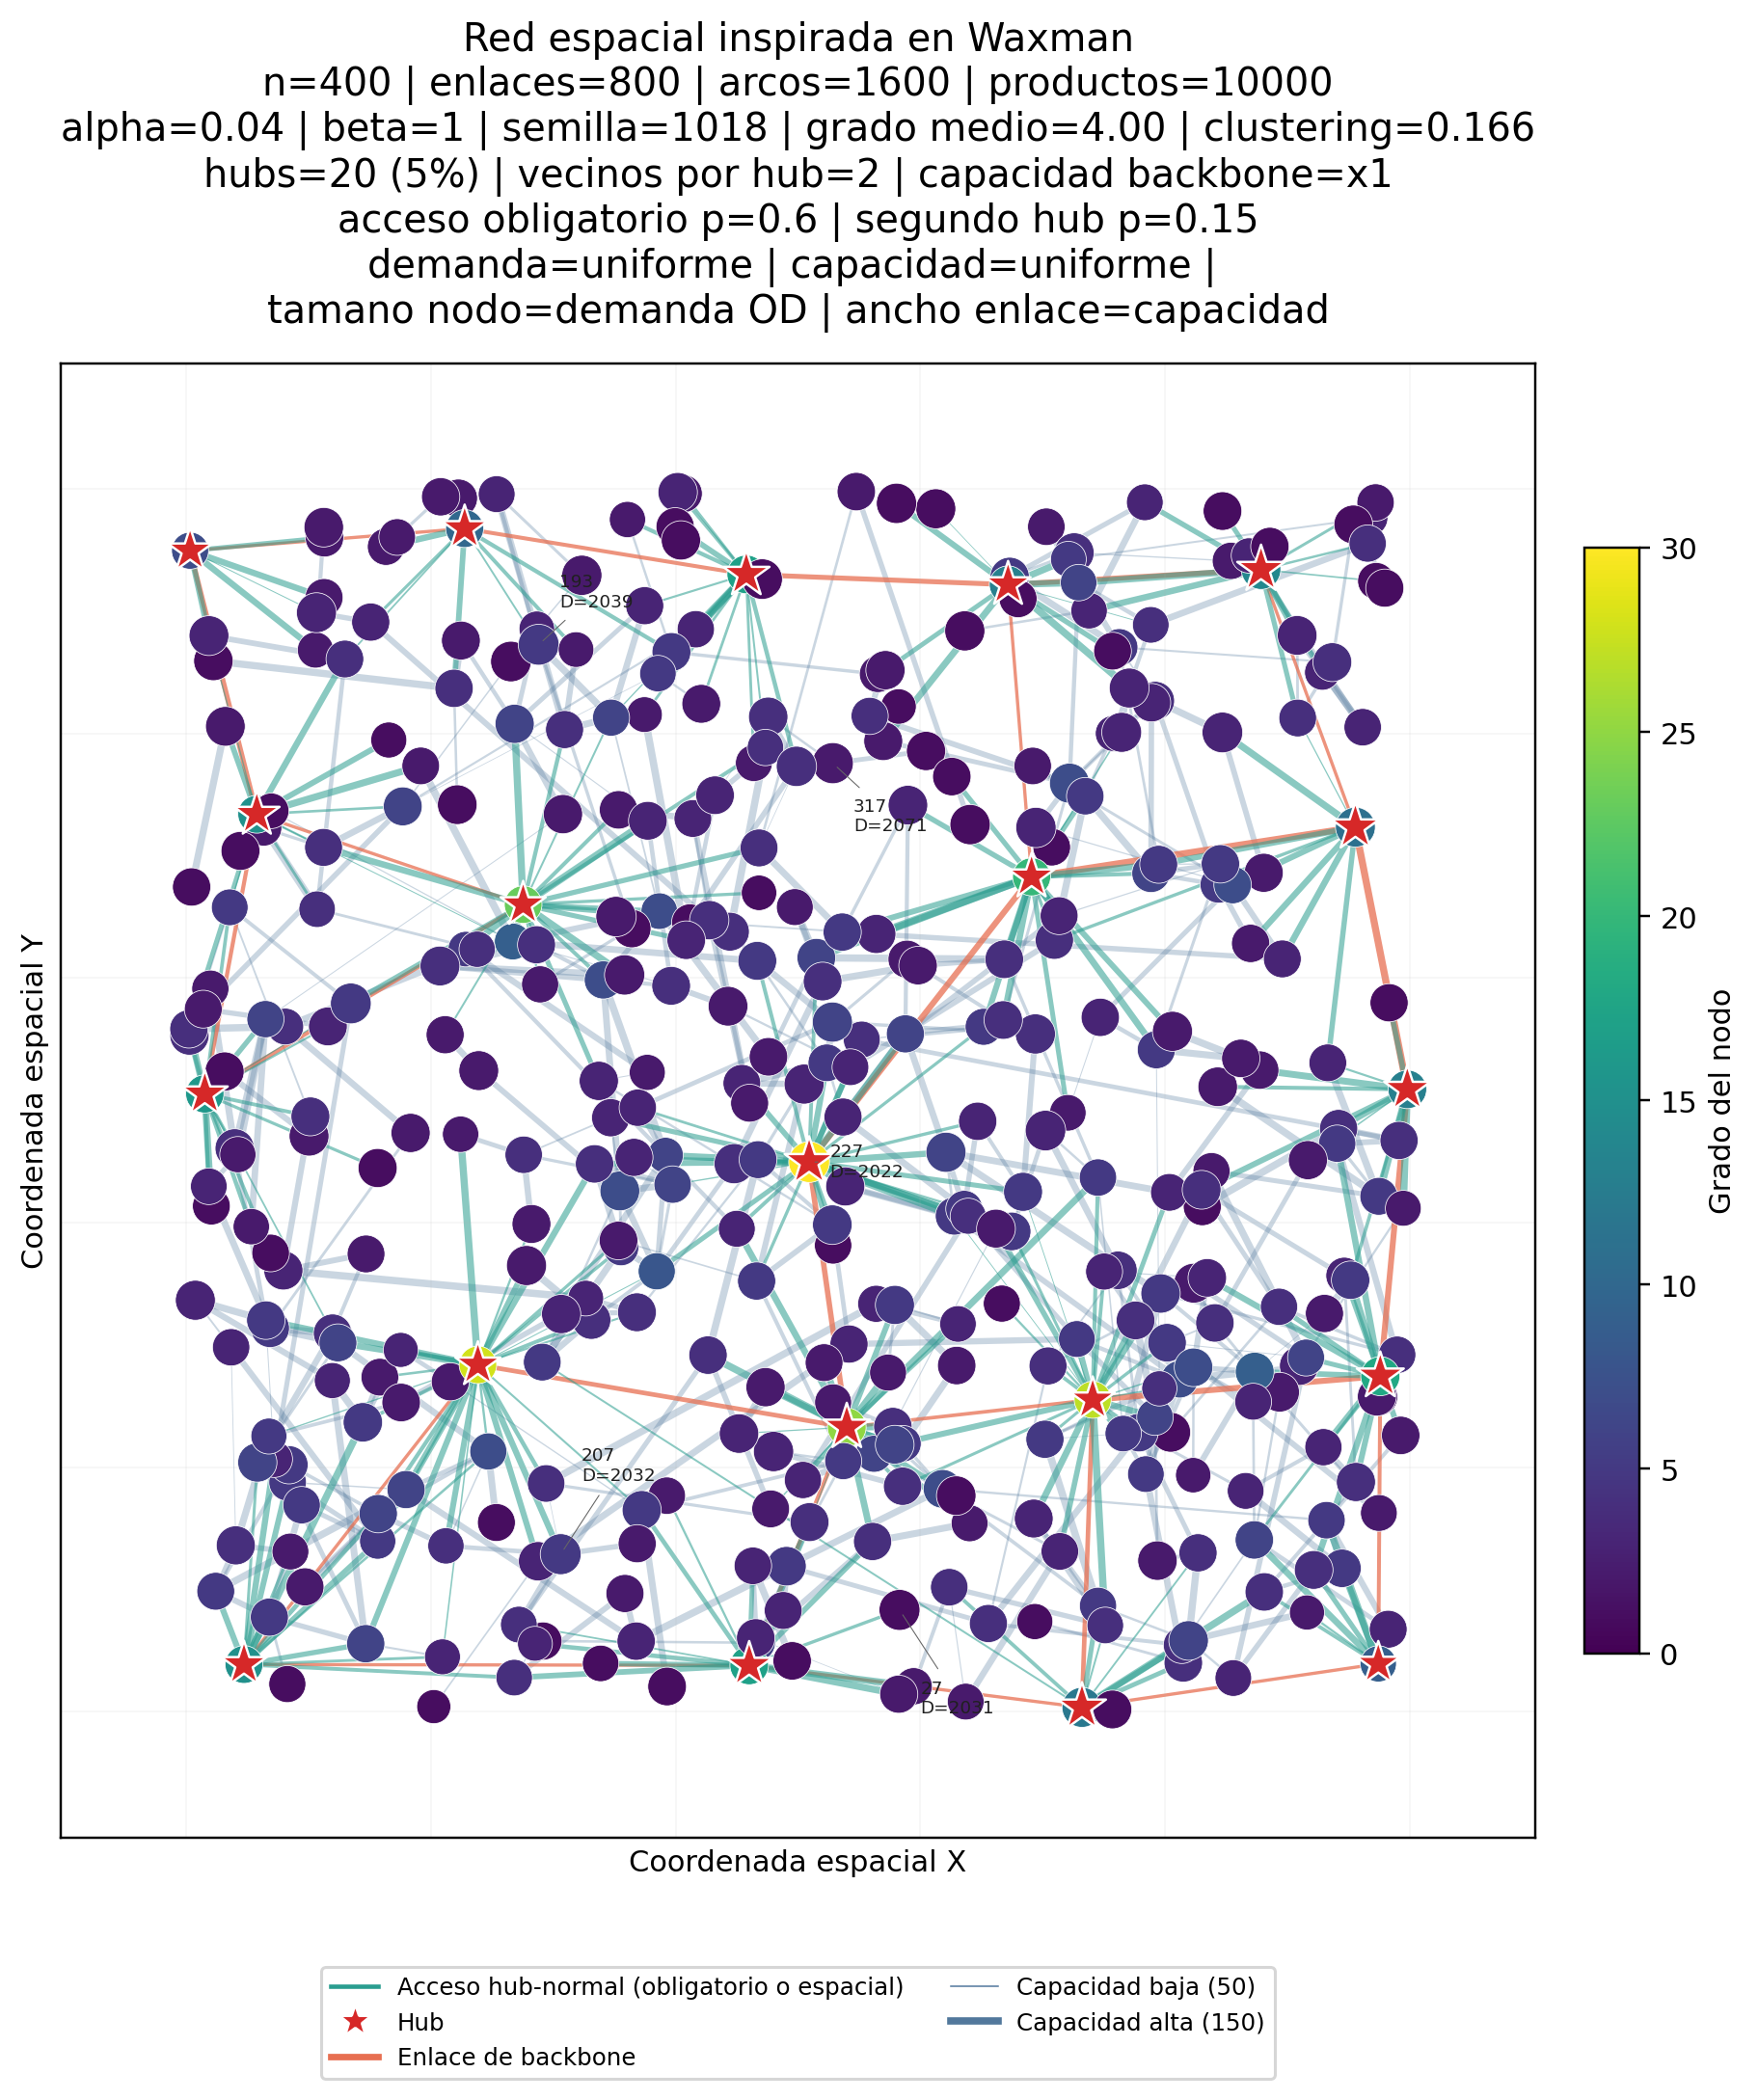 Red espacial inspirada en Waxman
n=400 | enlaces=800 | arcos=1600 | productos=10000
alpha=0.04 | beta=1 | semilla=1018 | grado medio=4.00 | clustering=0.166
hubs=20 (5%) | vecinos por hub=2 | capacidad backbone=x1
acceso obligatorio p=0.6 | segundo hub p=0.15
demanda=uniforme | capacidad=uniforme |
tamano nodo=demanda OD | ancho enlace=capacidad
193
D=2039
317
D=2071
227
D=2022
207
D=2032
27
D=2031
Coordenada espacial Y
Coordenada espacial X
30
25
20
15
10
5
0
Grado del nodo
Acceso hub-normal (obligatorio o espacial)
Hub
Enlace de backbone
Capacidad baja (50)
Capacidad alta (150)